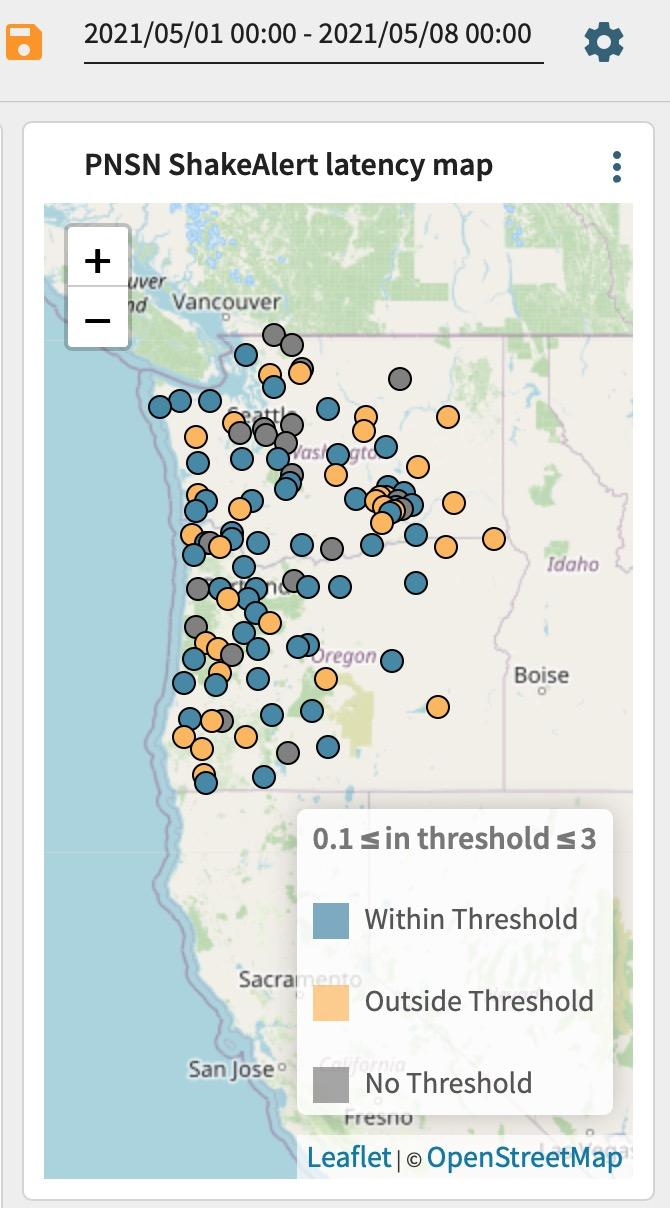 2021/05/01 00:00 - 2021/05/08 00:00
PNSN ShakeAlert latency map
+
−
Vancouver
Seattle
Idaho
Oregon
Boise
0.1 ≤ in threshold ≤ 3
Within Threshold
Outside Threshold
No Threshold
Sacramento
San Jose
California
Fresno
Leaflet | © OpenStreetMap